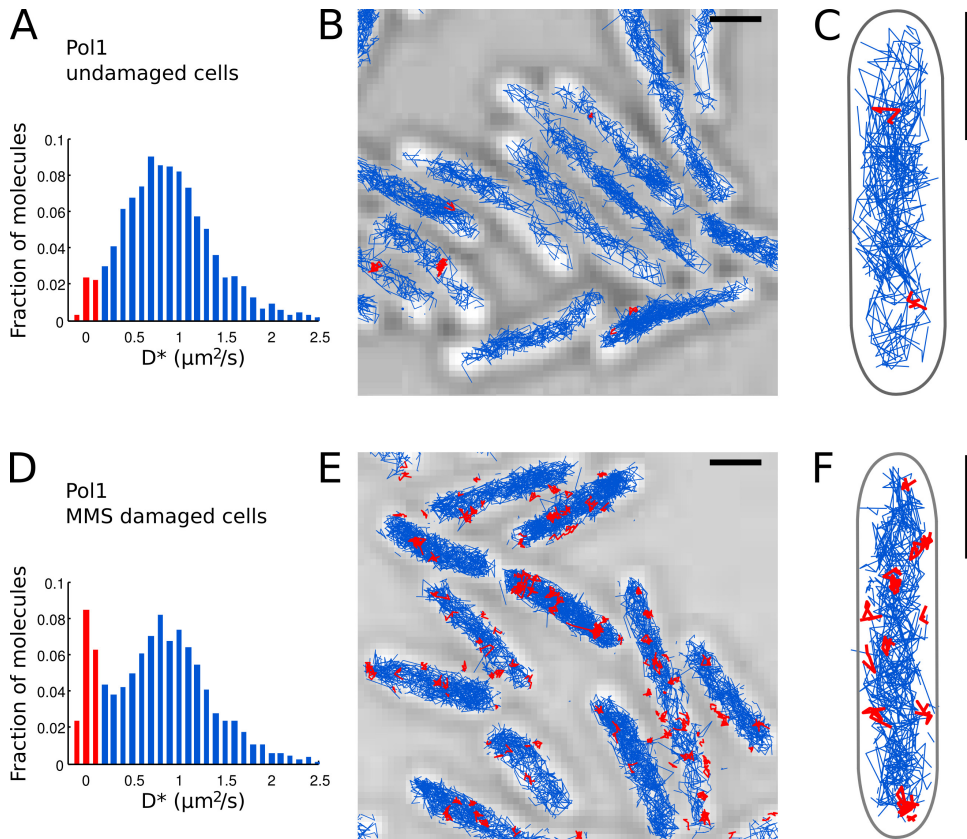 A
Pol1
undamaged cells
Fraction of molecules
0.1
0.08
0.06
0.04
0.02
0
0 0.5 1 1.5 2 2.5
D* (μm²/s)
B
C
D
Pol1
MMS damaged cells
Fraction of molecules
0.1
0.08
0.06
0.04
0.02
0
0 0.5 1 1.5 2 2.5
D* (μm²/s)
E
F